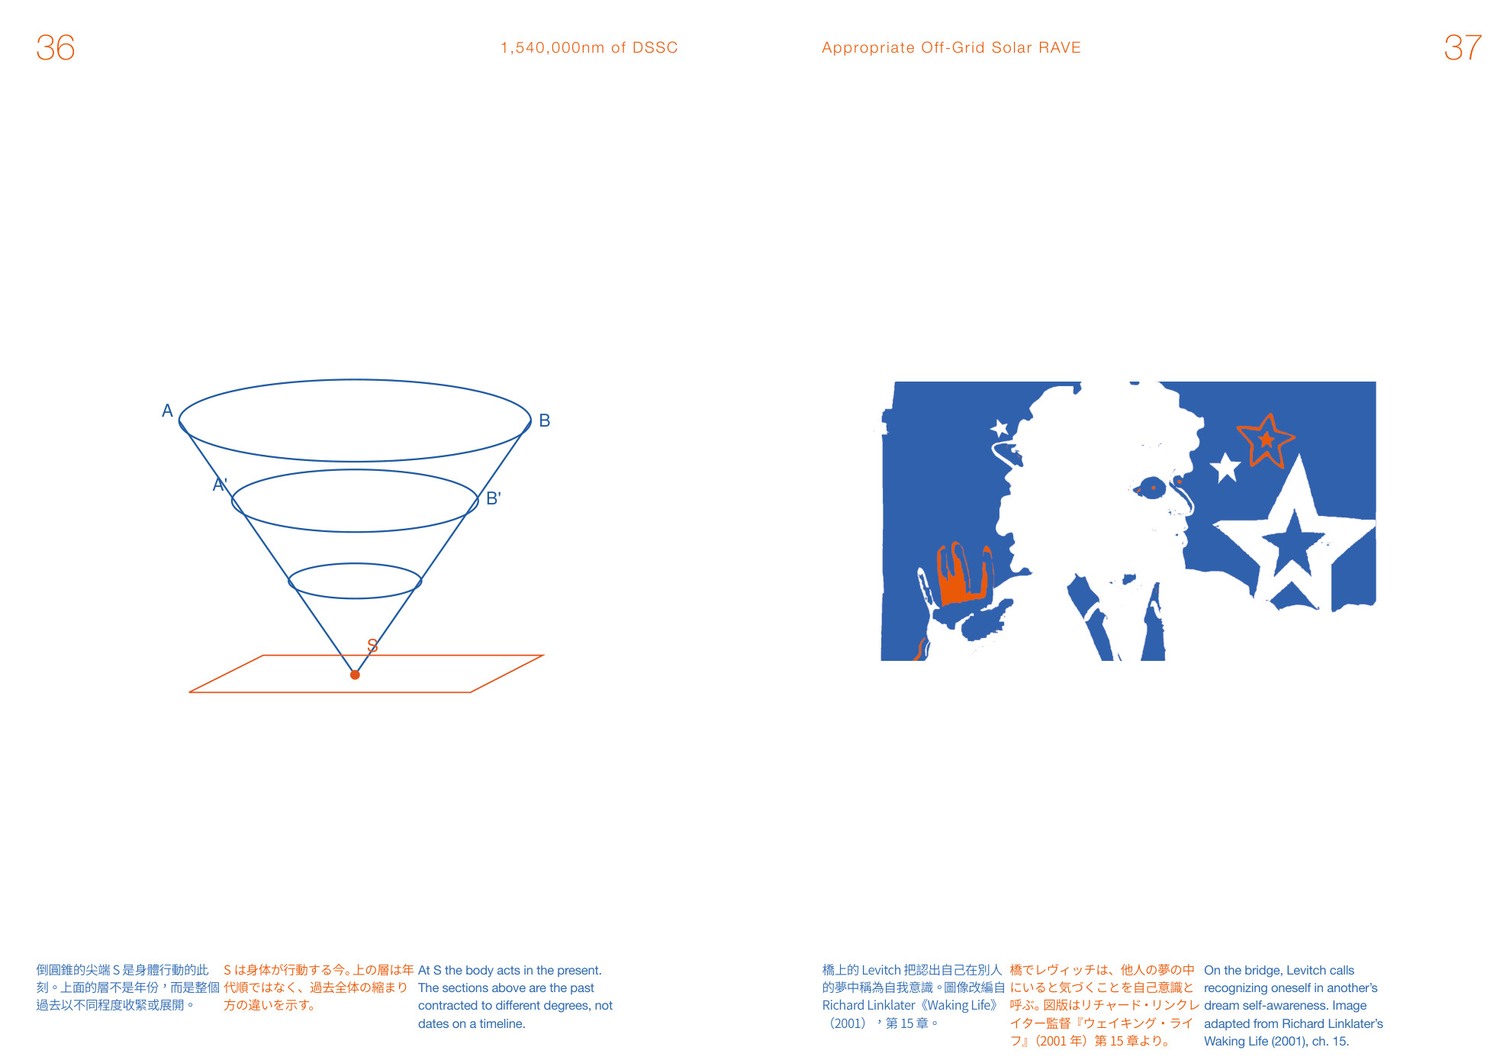 36
1,540,000nm of DSSC
Appropriate Off-Grid Solar RAVE
37
A
B
A'
B'
S
倒圓錐的尖端 S 是身體行動的此
刻。上面的層不是年份，而是整個
過去以不同程度收緊或展開。
S は身体が行動する今。上の層は年
代順ではなく、過去全体の縮まり
方の違いを示す。
At S the body acts in the present.
The sections above are the past
contracted to different degrees, not
dates on a timeline.
橋上的 Levitch 把認出自己在別人
的夢中稱為自我意識。圖像改編自
Richard Linklater《Waking Life》
（2001），第 15 章。
橋でレヴィッチは、他人の夢の中
にいると気づくことを自己意識と
呼ぶ。図版はリチャード・リンクレ
イター監督『ウェイキング・ライ
フ』（2001 年）第 15 章より。
On the bridge, Levitch calls
recognizing oneself in another’s
dream self-awareness. Image
adapted from Richard Linklater’s
Waking Life (2001), ch. 15.